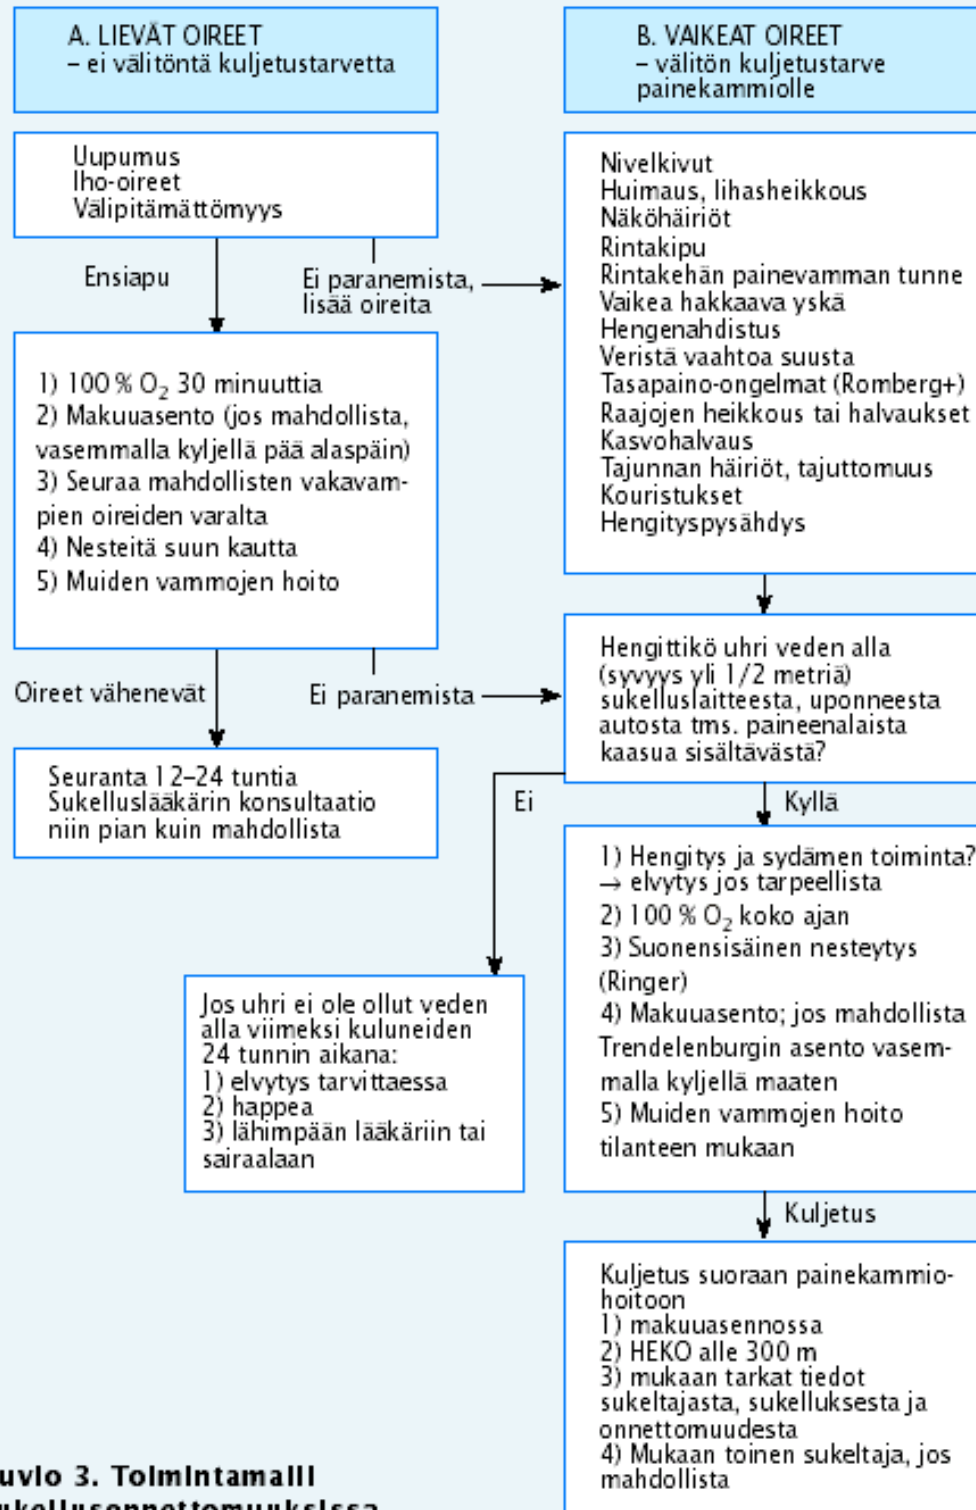 A. LIEVÄT OIREET
– ei välitöntä kuljetustarvetta
Uupumus
Iho-oireet
Välipitämättömyys
Ensiapu
Ei paranemista,
lisää oireita
1) 100 % O₂ 30 minuuttia
2) Makuuasento (jos mahdollista,
vasemmalla kyljellä pää alaspäin)
3) Seuraa mahdollisten vakavam-
pien oireiden varalta
4) Nesteitä suun kautta
5) Muiden vammojen hoito
Oireet vähenevät
Ei paranemista
Seuranta 12–24 tuntia
Sukelluslääkärin konsultaatio
niin pian kuin mahdollista
B. VAIKEAT OIREET
– välitön kuljetustarve
painekammiolle
Nivelkivut
Huimaus, lihasheikkous
Näköhäiriöt
Rintakipu
Rintakehän painevamman tunne
Vaikea hakkaava yskä
Hengenahdistus
Veristä vaahtoa suusta
Tasapaino-ongelmat (Romberg+)
Raajojen heikkous tai halvaukset
Kasvohalvaus
Tajunnan häiriöt, tajuttomuus
Kouristukset
Hengityspysähdys
Hengittikö uhri veden alla
(syvyys yli 1/2 metriä)
sukelluslaitteesta, uponneesta
autosta tms. paineenalaista
kaasua sisältävästä?
Ei
Kyllä
Jos uhri ei ole ollut veden
alla viimeksi kuluneiden
24 tunnin aikana:
1) elvytys tarvittaessa
2) happea
3) lähimpään lääkäriin tai
sairaalaan
1) Hengitys ja sydämen toiminta?
→ elvytys jos tarpeellista
2) 100 % O₂ koko ajan
3) Suonensisäinen nesteytys
(Ringer)
4) Makuuasento; jos mahdollista
Trendelenburgin asento vasem-
malla kyljellä maaten
5) Muiden vammojen hoito
tilanteen mukaan
Kuljetus
Kuljetus suoraan painekammio-
hoitoon
1) makuuasennossa
2) HEKO alle 300 m
3) mukaan tarkat tiedot
sukeltajasta, sukelluksesta ja
onnettomuudesta
4) Mukaan toinen sukeltaja, jos
mahdollista
uvio 3. Toimintamalli
ukellusonnettomuuksissa